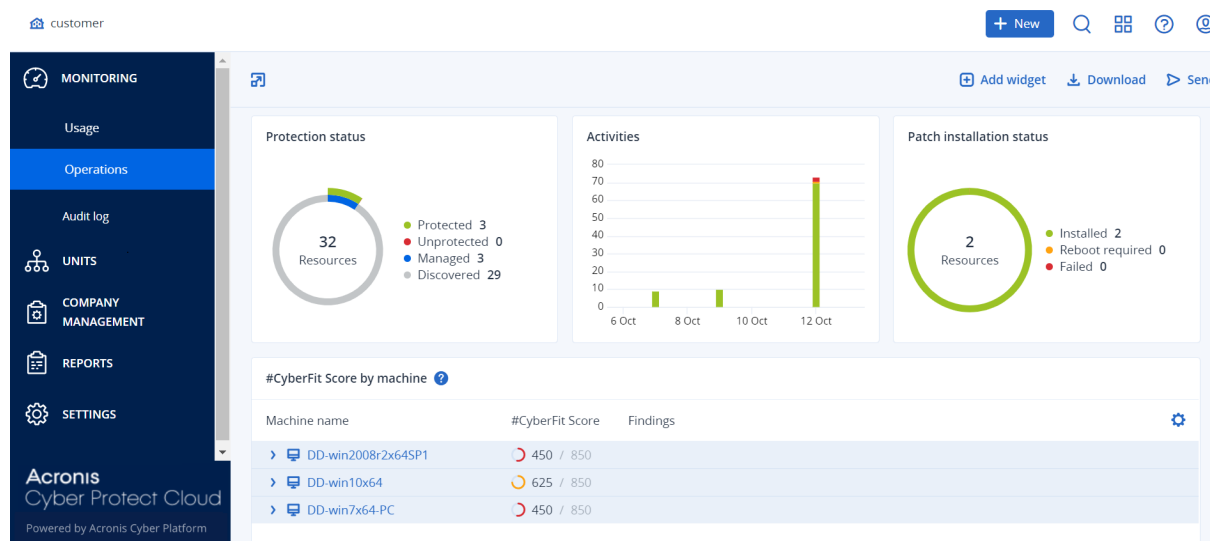 customer
New
MONITORING
Usage
Operations
Audit log
UNITS
COMPANY
MANAGEMENT
REPORTS
SETTINGS
Acronis
Cyber Protect Cloud
Powered by Acronis Cyber Platform
Add widget
Download
Sen
Protection status
32
Resources
Protected 3
Unprotected 0
Managed 3
Discovered 29
Activities
80
70
60
50
40
30
20
10
0
6 Oct 8 Oct 10 Oct 12 Oct
Patch installation status
2
Resources
Installed 2
Reboot required 0
Failed 0
#CyberFit Score by machine ?
Machine name #CyberFit Score Findings
DD-win2008r2x64SP1 450 / 850
DD-win10x64 625 / 850
DD-win7x64-PC 450 / 850